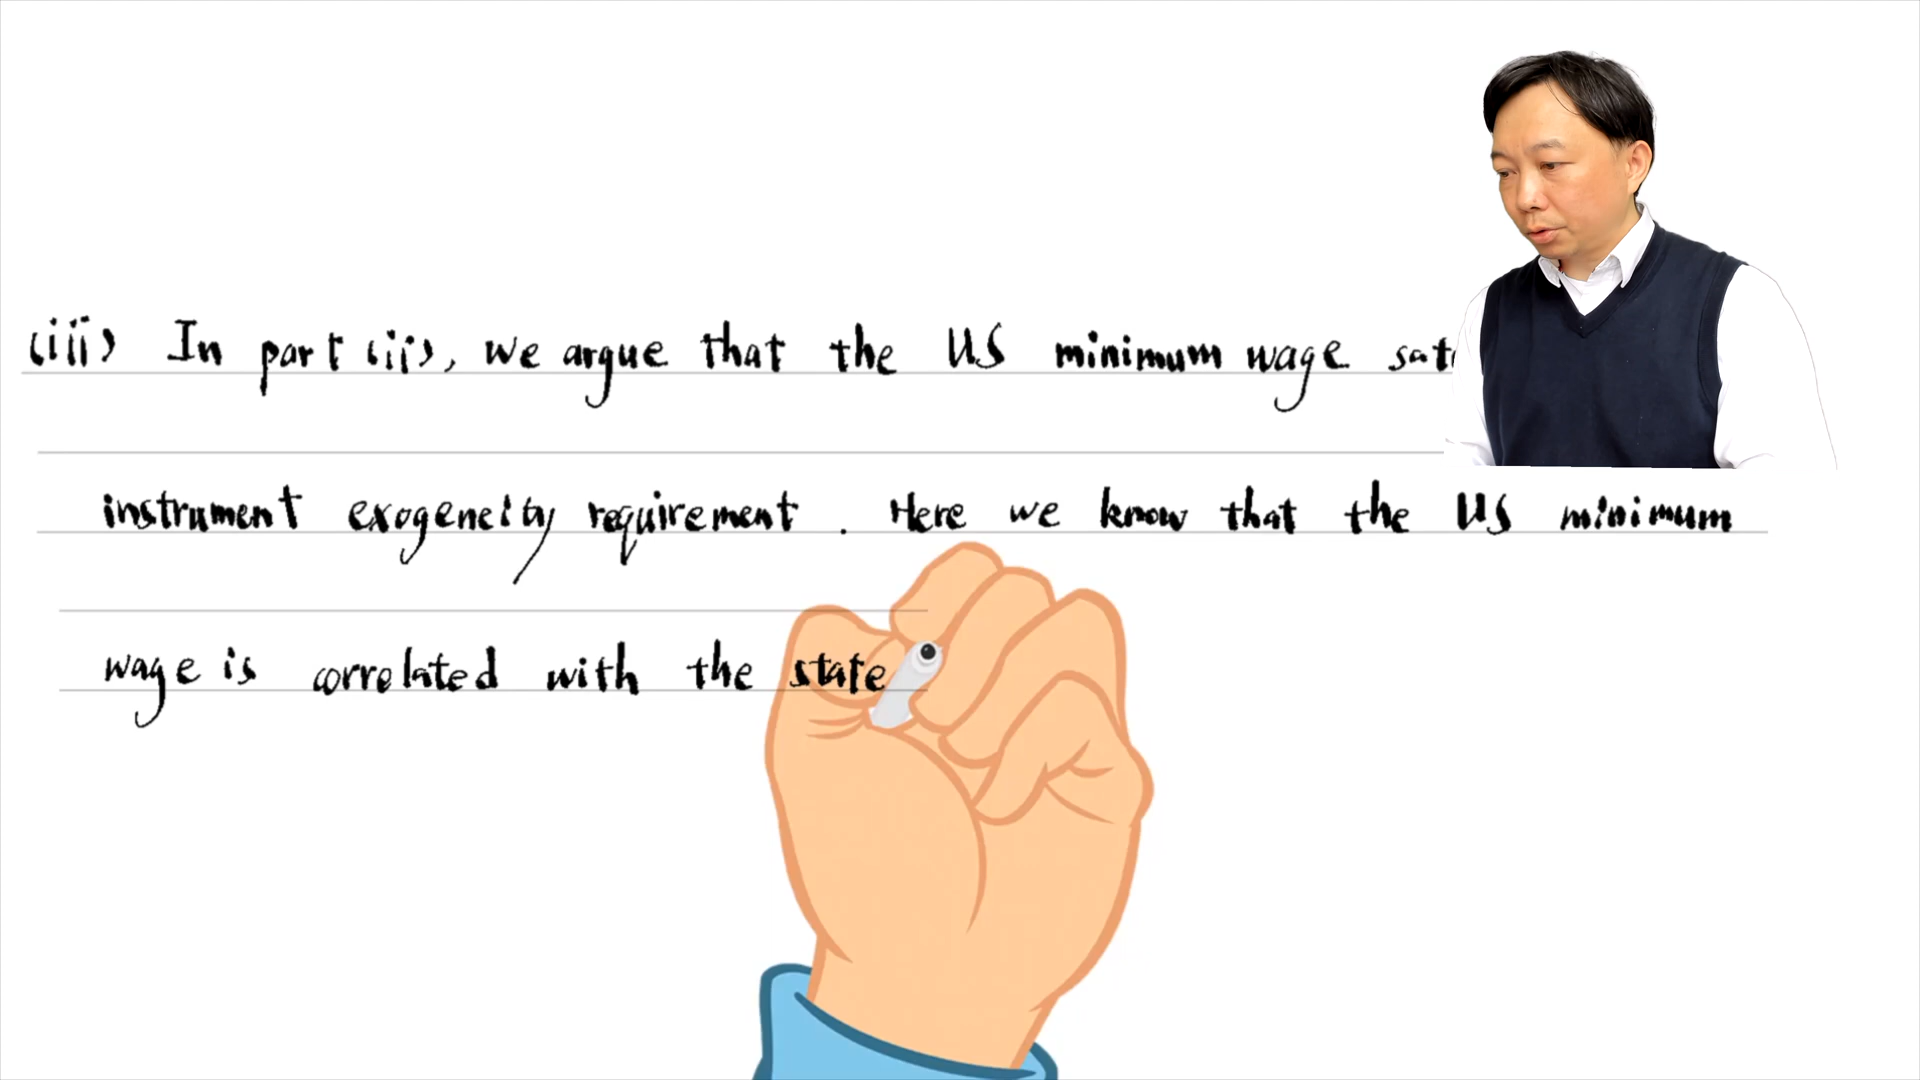 (iii) In part (ii), we argue that the US minimum wage
instrument exogeneity requirement. Here we know that the US minimum
wage is correlated with the state